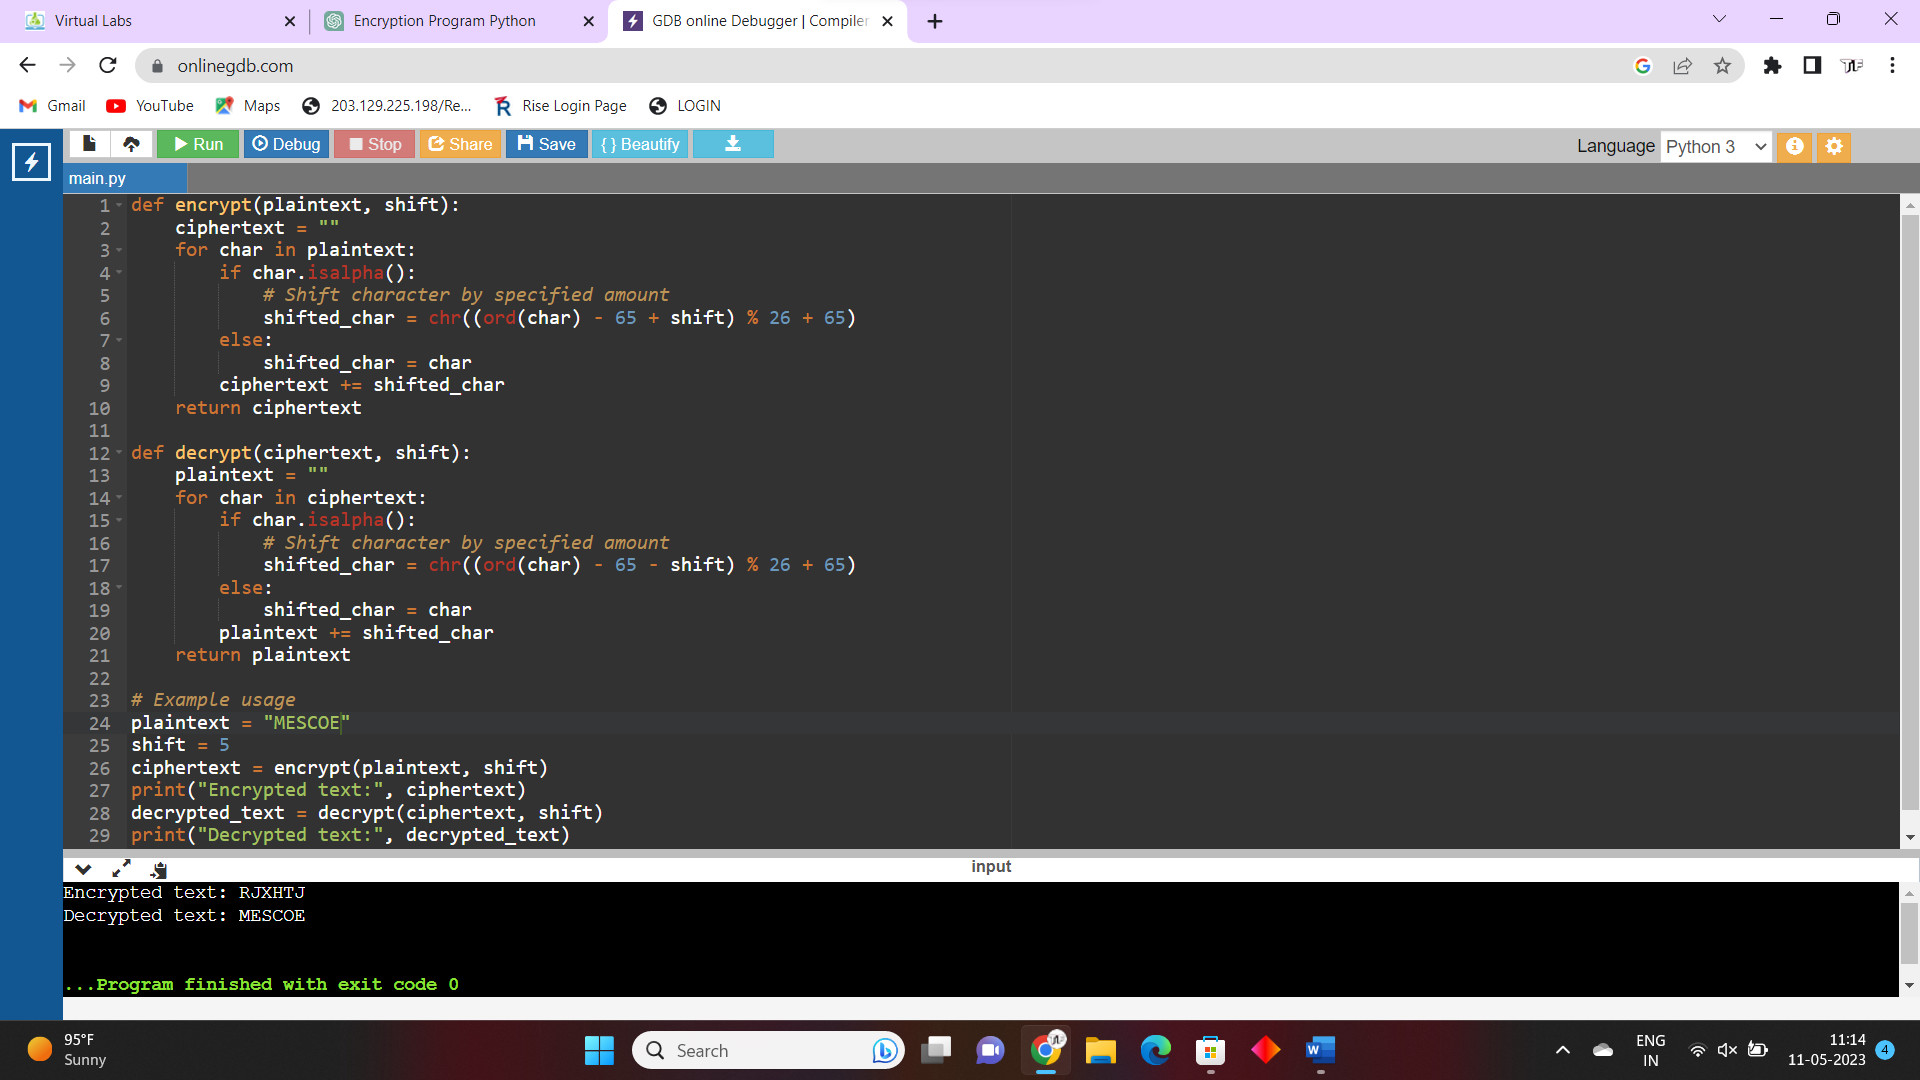 Virtual Labs
Encryption Program Python
GDB online Debugger | Compiler
onlinegdb.com
Gmail YouTube Maps 203.129.225.198/Re... Rise Login Page LOGIN
Run Debug Stop Share Save { } Beautify
Language Python 3
main.py
1 def encrypt(plaintext, shift):
2 ciphertext = ""
3 for char in plaintext:
4 if char.isalpha():
5 # Shift character by specified amount
6 shifted_char = chr((ord(char) - 65 + shift) % 26 + 65)
7 else:
8 shifted_char = char
9 ciphertext += shifted_char
10 return ciphertext
11
12 def decrypt(ciphertext, shift):
13 plaintext = ""
14 for char in ciphertext:
15 if char.isalpha():
16 # Shift character by specified amount
17 shifted_char = chr((ord(char) - 65 - shift) % 26 + 65)
18 else:
19 shifted_char = char
20 plaintext += shifted_char
21 return plaintext
22
23 # Example usage
24 plaintext = "MESCOE"
25 shift = 5
26 ciphertext = encrypt(plaintext, shift)
27 print("Encrypted text:", ciphertext)
28 decrypted_text = decrypt(ciphertext, shift)
29 print("Decrypted text:", decrypted_text)
input
Encrypted text: RJXHTJ
Decrypted text: MESCOE
...Program finished with exit code 0
95°F
Sunny
Search
ENG
IN
11:14
11-05-2023
4